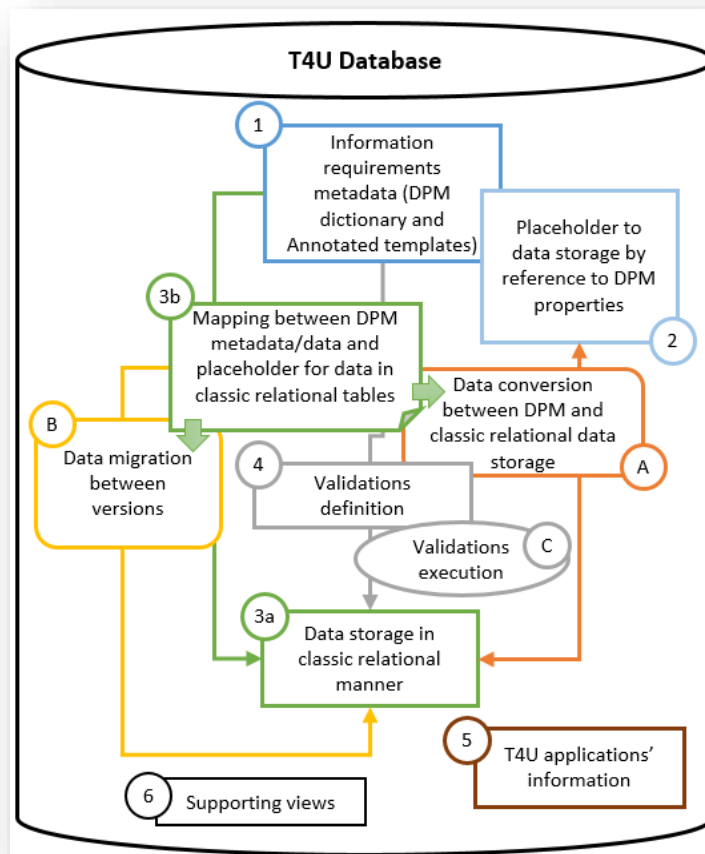 T4U Database
1
Information
requirements
metadata (DPM
dictionary and
Annotated templates)
Placeholder to
data storage by
reference to DPM
properties
2
3b
Mapping between DPM
metadata/data and
placeholder for data in
classic relational tables
Data conversion
between DPM and
classic relational data
storage
A
B
Data migration
between
versions
4
Validations
definition
C
Validations
execution
3a
Data storage in
classic relational
manner
5
T4U applications’
information
6
Supporting views